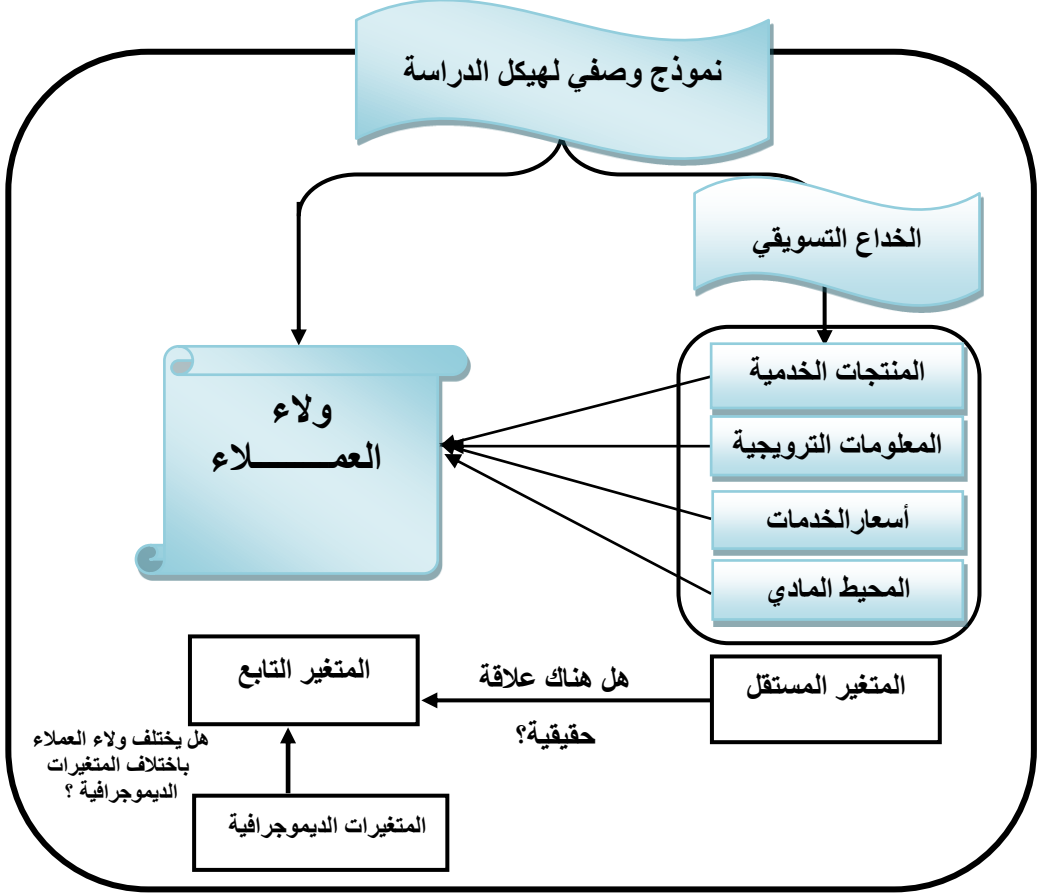 نموذج وصفي لهيكل الدراسة
الخداع التسويقي
المنتجات الخدمية
المعلومات الترويجية
أسعارالخدمات
المحيط المادي
ولاء
العمـــــــلاء
المتغير المستقل
هل هناك علاقة
حقيقية؟
المتغير التابع
هل يختلف ولاء العملاء
باختلاف المتغيرات
الديموجرافية ؟
المتغيرات الديموجرافية